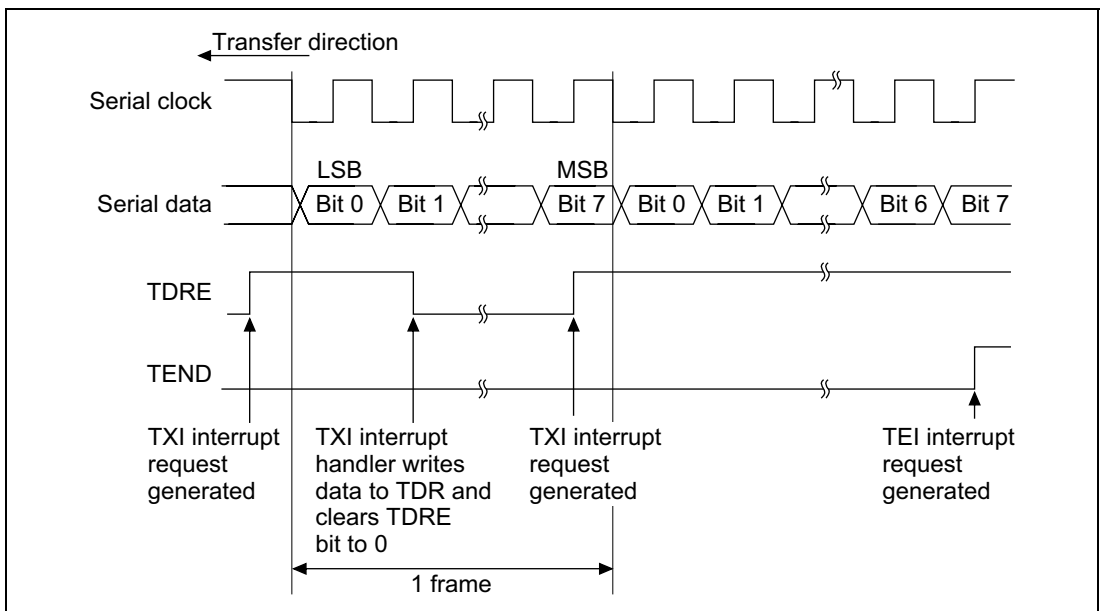 Transfer direction
Serial clock
LSB
MSB
Serial data
Bit 0
Bit 1
Bit 7
Bit 0
Bit 1
Bit 6
Bit 7
TDRE
TEND
TXI interrupt
request
generated
TXI interrupt
handler writes
data to TDR and
clears TDRE
bit to 0
TXI interrupt
request
generated
TEI interrupt
request
generated
1 frame